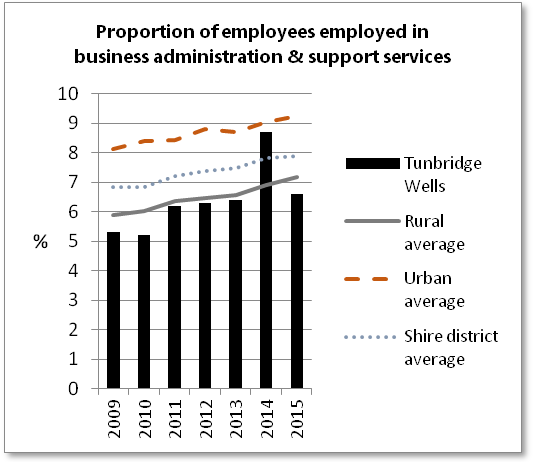 Proportion of employees employed in
business administration & support services
10
9
8
7
6
5
4
3
2
1
0
%
2009
2010
2011
2012
2013
2014
2015
Tunbridge
Wells
Rural
average
Urban
average
Shire district
average